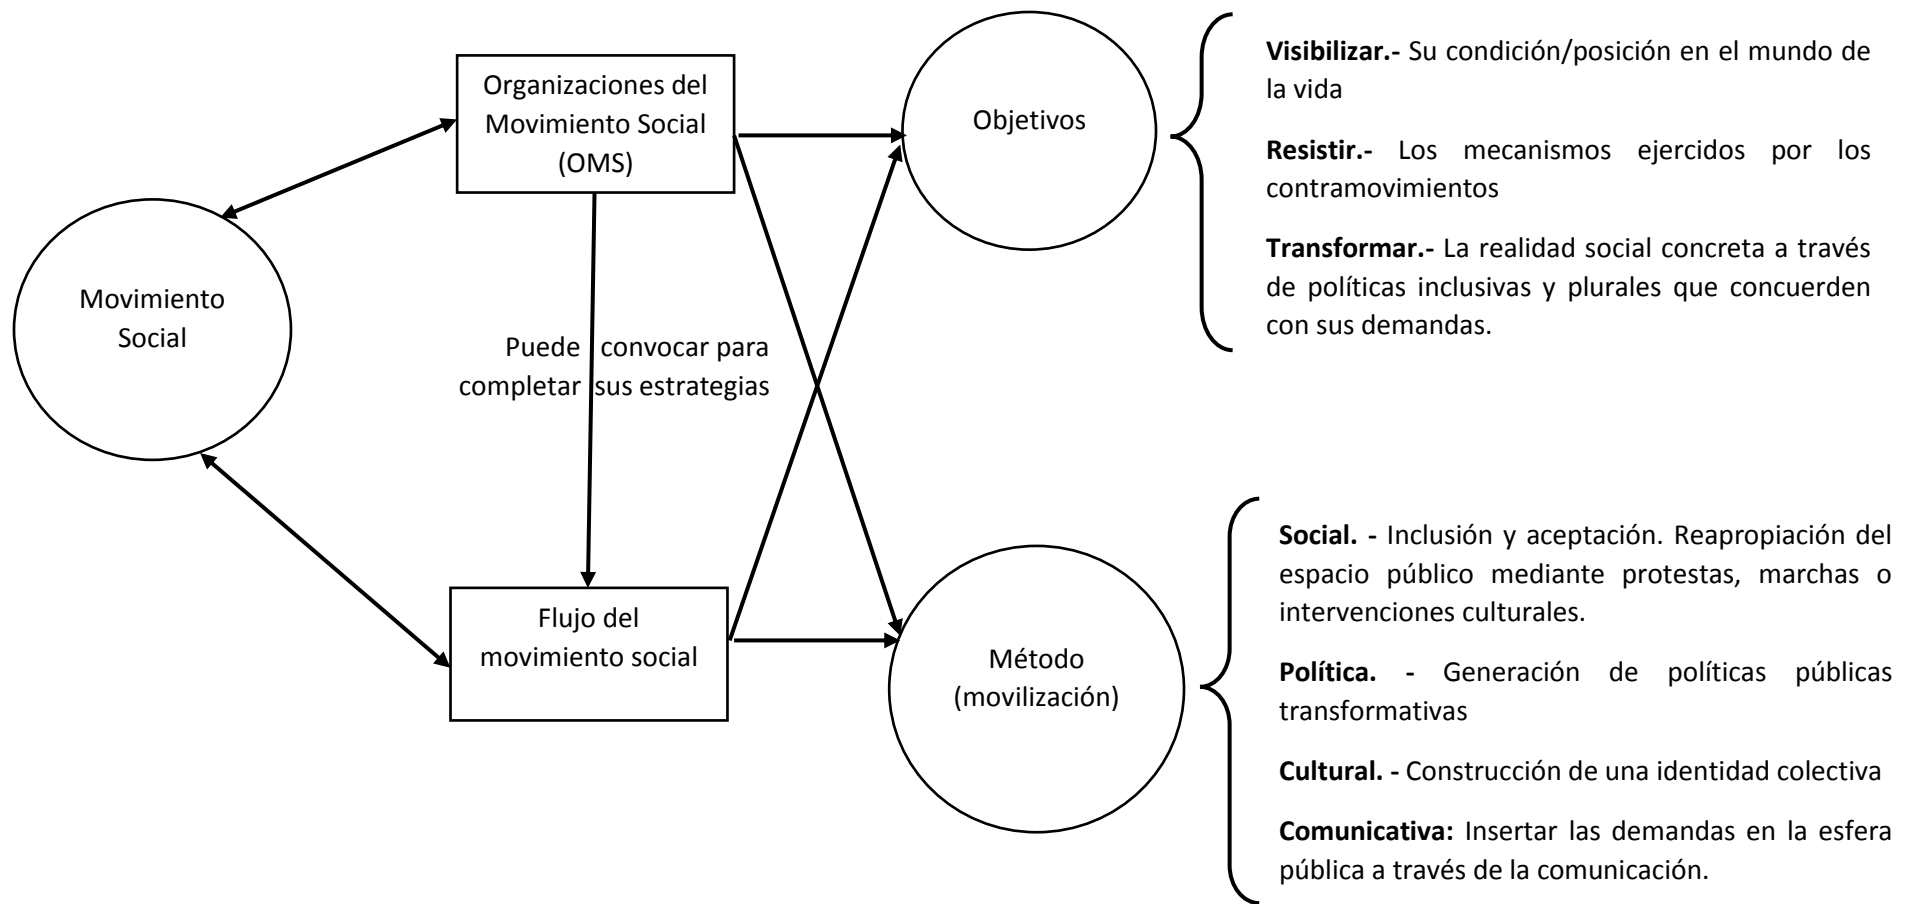 Organizaciones del
Movimiento Social
(OMS)
Objetivos
Visibilizar.- Su condición/posición en el mundo de
la vida
Resistir.- Los mecanismos ejercidos por los
contramovimientos
Transformar.- La realidad social concreta a través
de políticas inclusivas y plurales que concuerden
con sus demandas.
Movimiento
Social
Puede convocar para
completar sus estrategias
Flujo del
movimiento social
Método
(movilización)
Social. - Inclusión y aceptación. Reapropiación del
espacio público mediante protestas, marchas o
intervenciones culturales.
Política. - Generación de políticas públicas
transformativas
Cultural. - Construcción de una identidad colectiva
Comunicativa: Insertar las demandas en la esfera
pública a través de la comunicación.